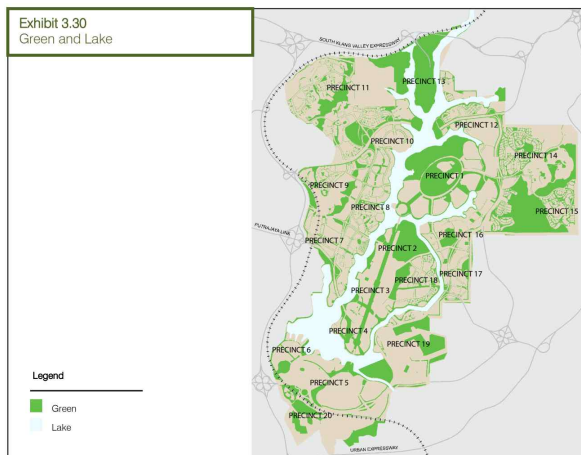 Exhibit 3.30
Green and Lake
SOUTH KLANG VALLEY EXPRESSWAY
PRECINCT 13
PRECINCT 11
PRECINCT 12
PRECINCT 10
PRECINCT 14
PRECINCT 1
PRECINCT 9
PRECINCT 8
PRECINCT 15
PUTRAJAYA LINK
PRECINCT 16
PRECINCT 7
PRECINCT 2
PRECINCT 17
PRECINCT 18
PRECINCT 3
PRECINCT 4
PRECINCT 19
PRECINCT 6
PRECINCT 5
Legend
Green
PRECINCT 20
Lake
URBAN EXPRESSWAY